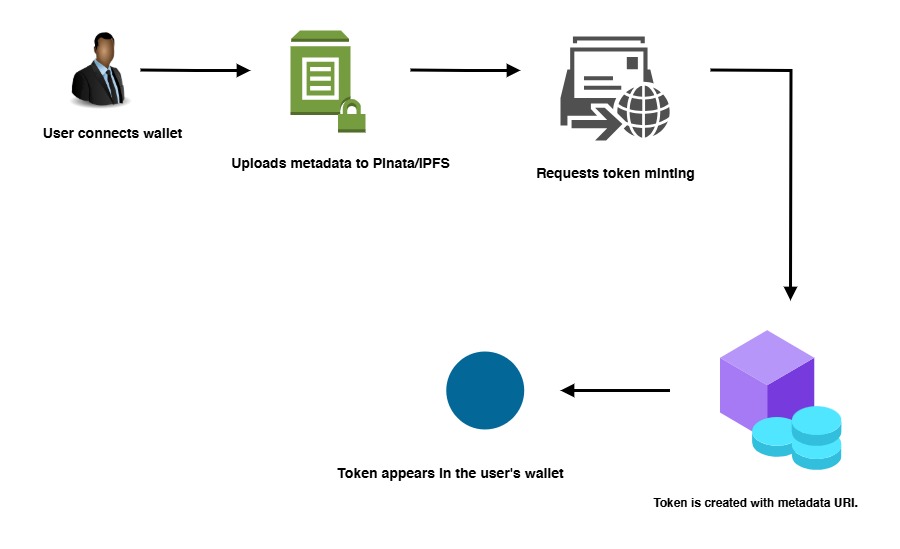 User connects wallet
Uploads metadata to Pinata/IPFS
Requests token minting
Token appears in the user's wallet
Token is created with metadata URI.